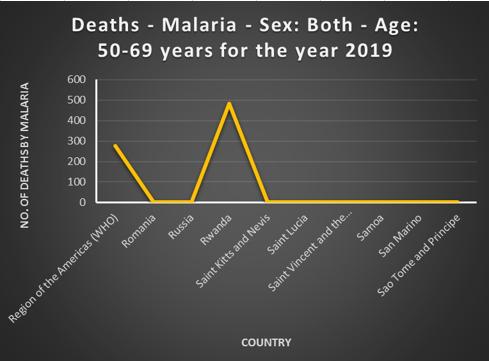 Deaths - Malaria - Sex: Both - Age:
50-69 years for the year 2019
NO. OF DEATHS BY MALARIA
600
500
400
300
200
100
0
Region of the Americas (WHO)
Romania
Russia
Rwanda
Saint Kitts and Nevis
Saint Lucia
Saint Vincent and the...
Samoa
San Marino
Sao Tome and Principe
COUNTRY